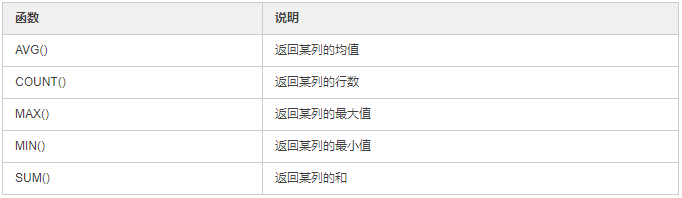 函数 说明
AVG() 返回某列的均值
COUNT() 返回某列的行数
MAX() 返回某列的最大值
MIN() 返回某列的最小值
SUM() 返回某列的和